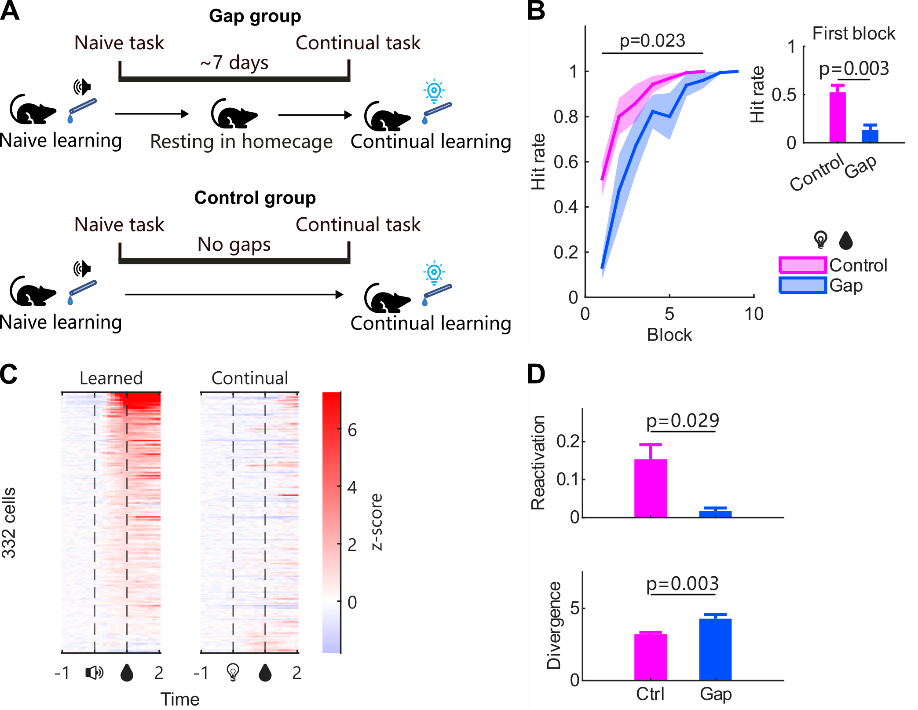 A
Gap group
Naive task
Continual task
~7 days
Naive learning
Resting in homecage
Continual learning
Control group
Naive task
Continual task
No gaps
Naive learning
Continual learning
B
p=0.023
1
0.8
0.6
0.4
0.2
0
Hit rate
0
5
10
Block
First block
p=0.003
1
0.5
0
Hit rate
Control
Gap
Control
Gap
C
Learned
Continual
332 cells
-1
2
-1
2
Time
6
4
2
0
z-score
D
p=0.029
0.2
0.1
0
Reactivation
p=0.003
5
0
Divergence
Ctrl
Gap